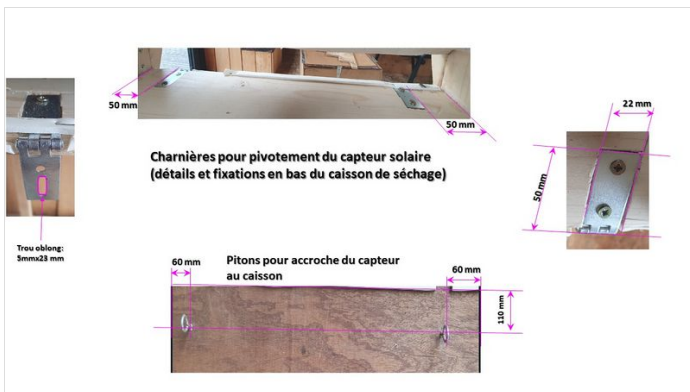 50 mm
50 mm
22 mm
50 mm
Charnières pour pivotement du capteur solaire
(détails et fixations en bas du caisson de séchage)
Trou oblong:
5mmx23 mm
60 mm
Pitons pour accroche du capteur
au caisson
60 mm
110 mm